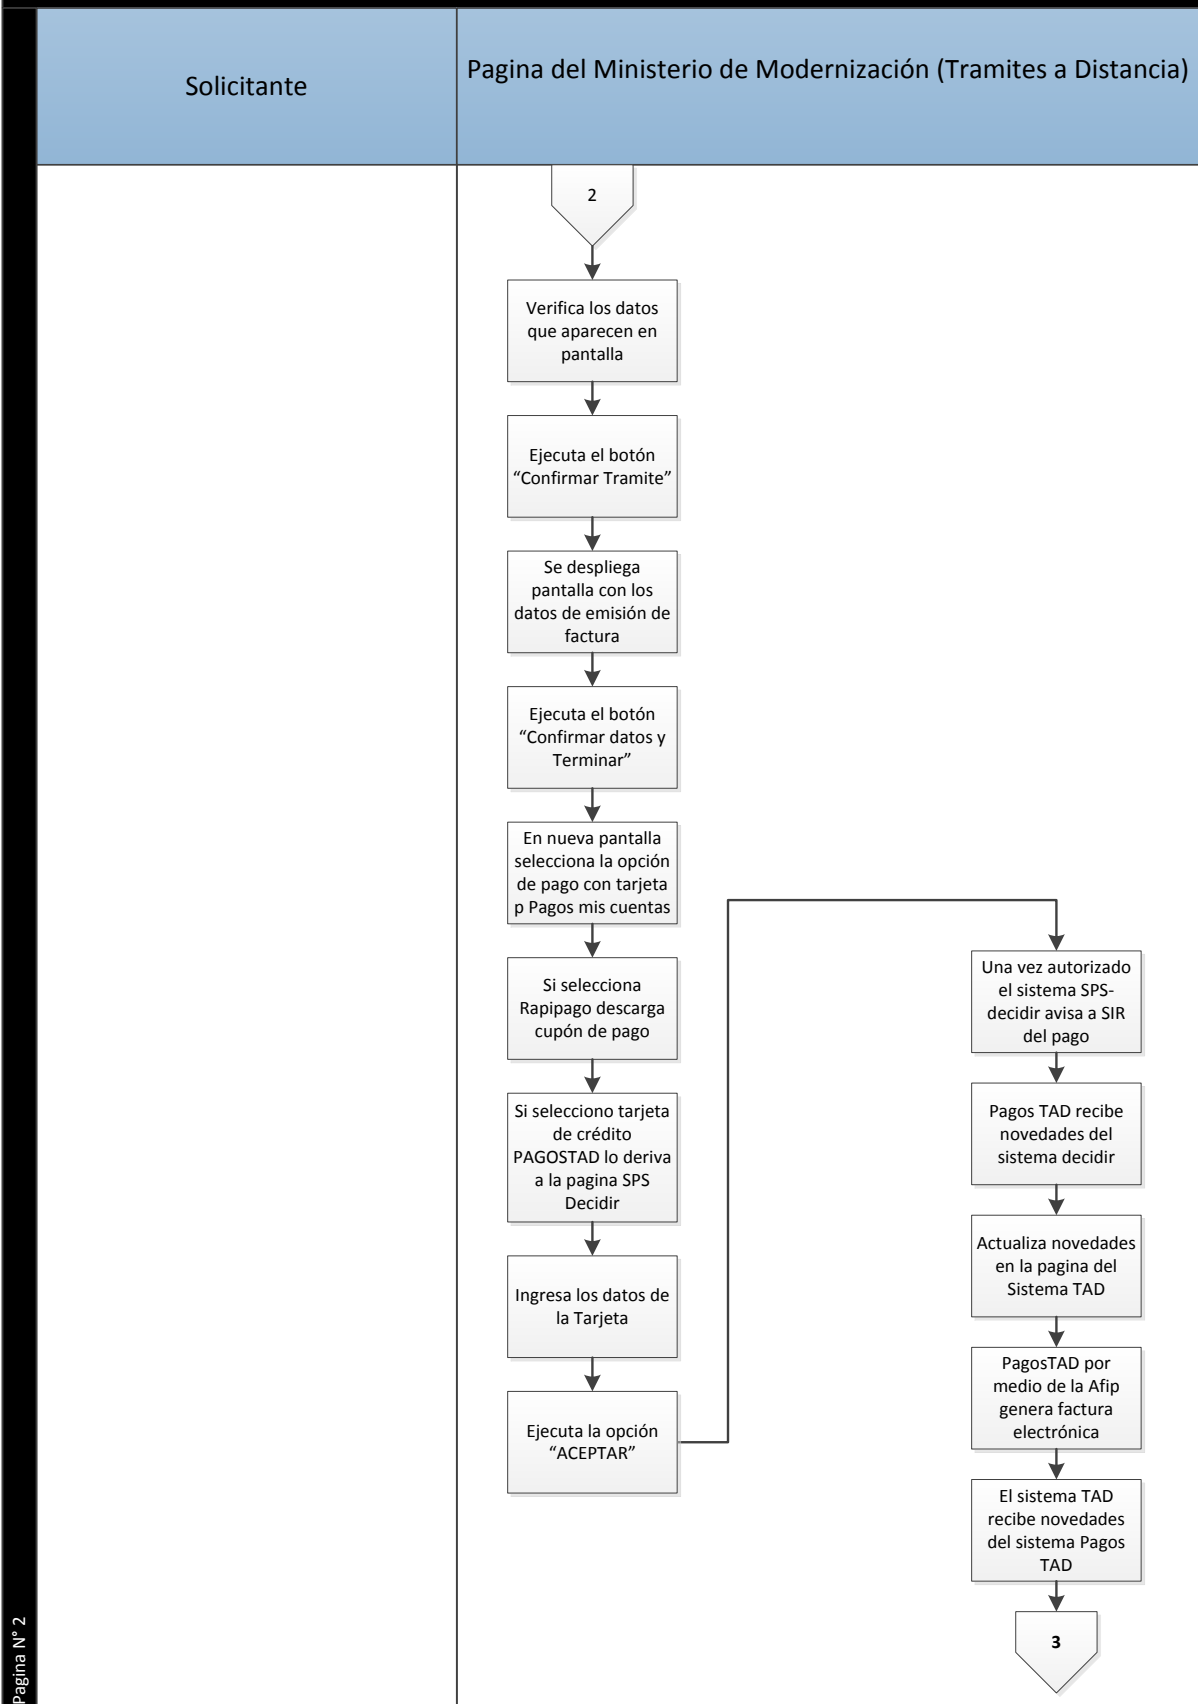 Solicitante
Pagina del Ministerio de Modernización (Tramites a Distancia)
2
Verifica los datos
que aparecen en
pantalla
Ejecuta el botón
“Confirmar Tramite”
Se despliega
pantalla con los
datos de emisión de
factura
Ejecuta el botón
“Confirmar datos y
Terminar”
En nueva pantalla
selecciona la opción
de pago con tarjeta
p Pagos mis cuentas
Si selecciona
Rapipago descarga
cupón de pago
Si selecciono tarjeta
de crédito
PAGOSTAD lo deriva
a la pagina SPS
Decidir
Ingresa los datos de
la Tarjeta
Ejecuta la opción
“ACEPTAR”
Una vez autorizado
el sistema SPS-
decidir avisa a SIR
del pago
Pagos TAD recibe
novedades del
sistema decidir
Actualiza novedades
en la pagina del
Sistema TAD
PagosTAD por
medio de la Afip
genera factura
electrónica
El sistema TAD
recibe novedades
del sistema Pagos
TAD
3
Pagina N° 2